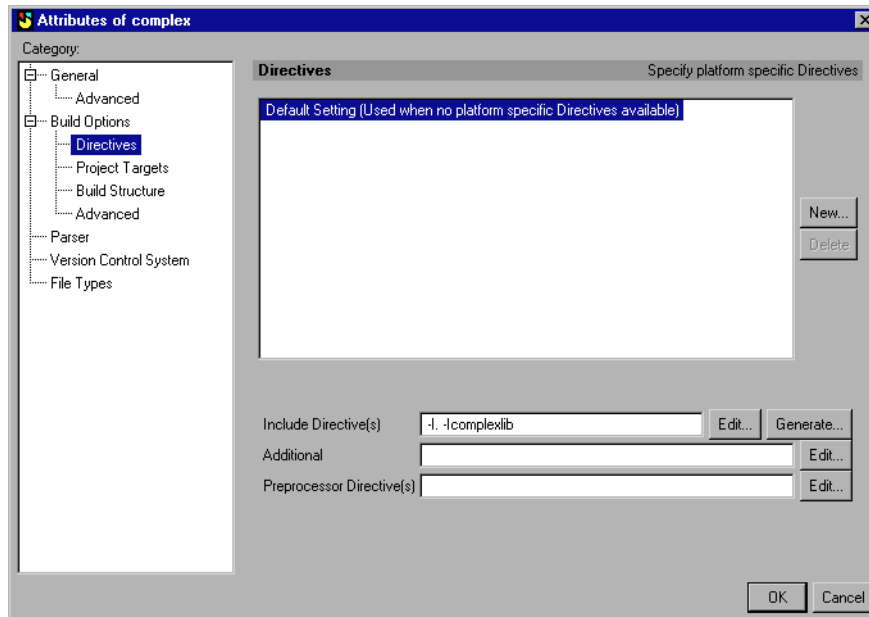 Attributes of complex
Category:
General
Advanced
Build Options
Directives
Project Targets
Build Structure
Advanced
Parser
Version Control System
File Types
Directives Specify platform specific Directives
Default Setting (Used when no platform specific Directives available)
New...
Delete
Include Directive(s) -I. -Icomplexlib Edit... Generate...
Additional Edit...
Preprocessor Directive(s) Edit...
OK Cancel